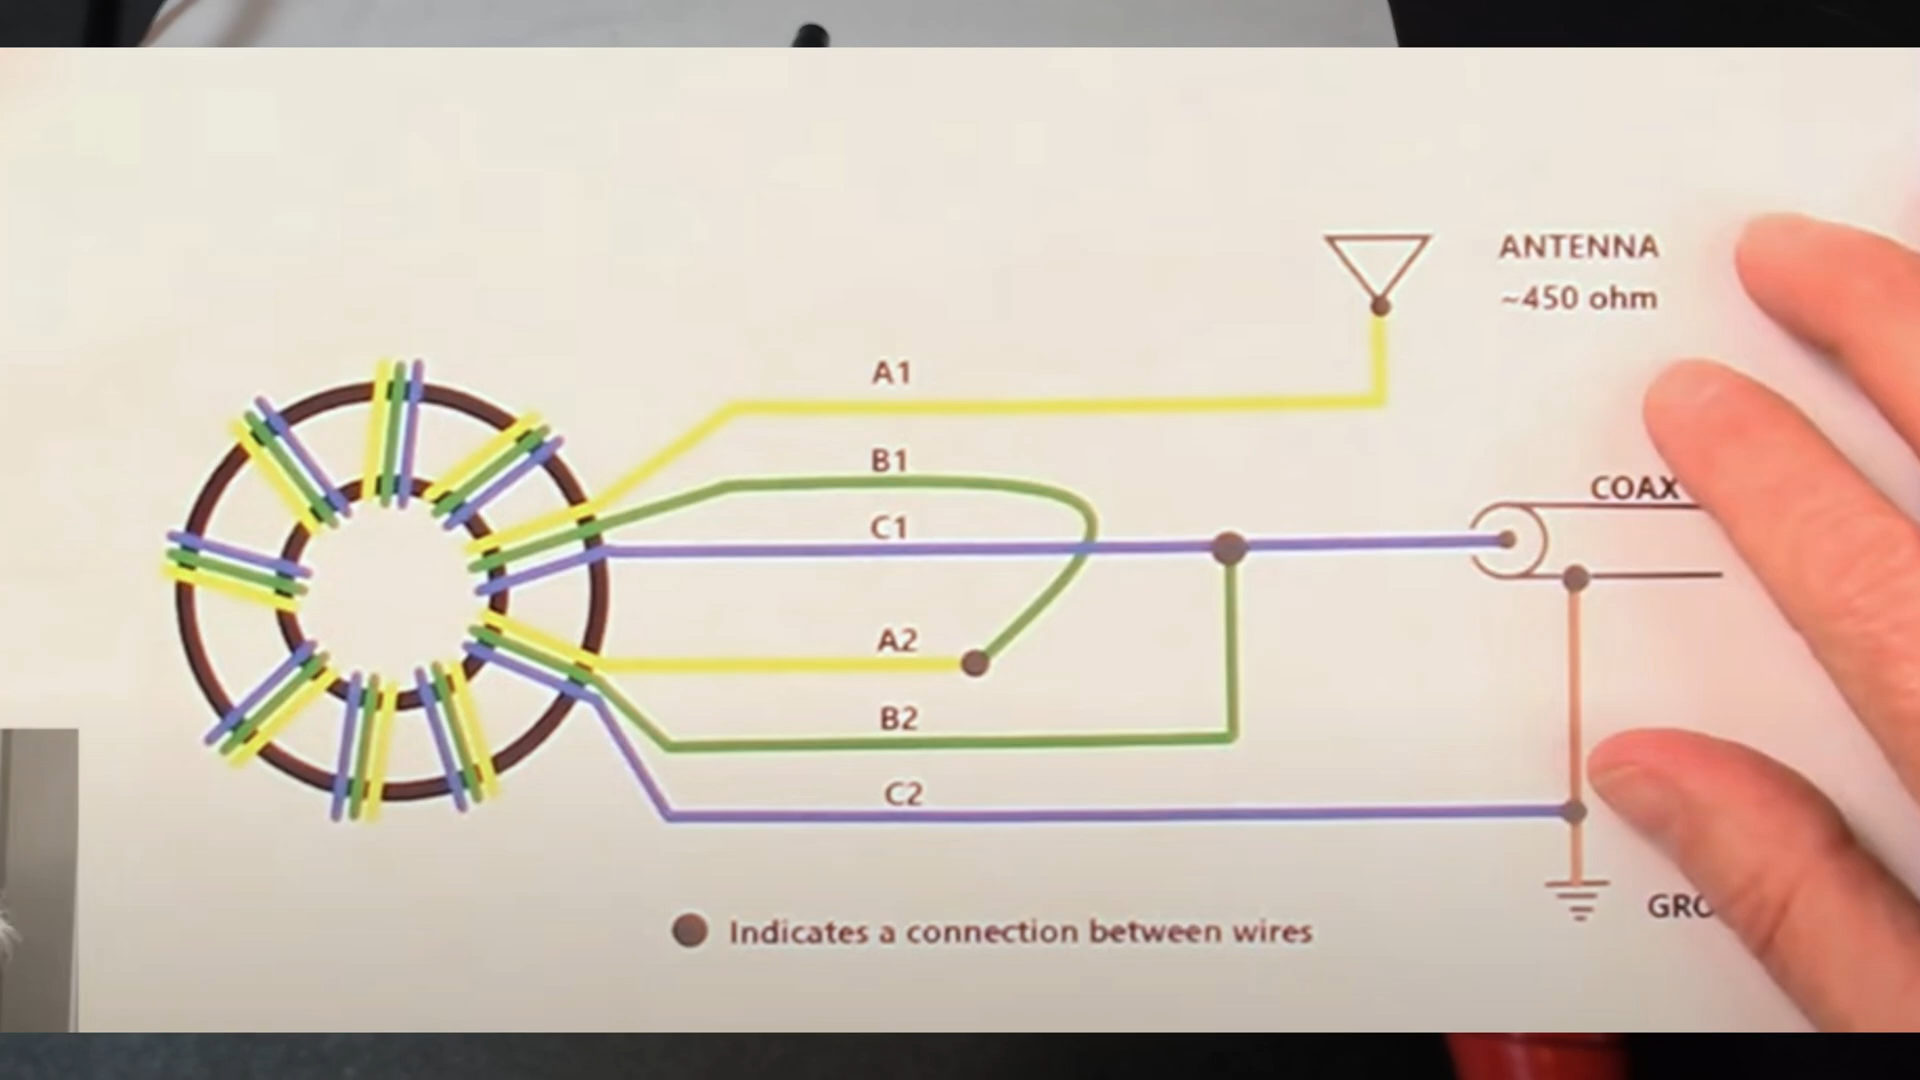 ANTENNA
~450 ohm
A1
B1
COAX
C1
A2
B2
C2
Indicates a connection between wires